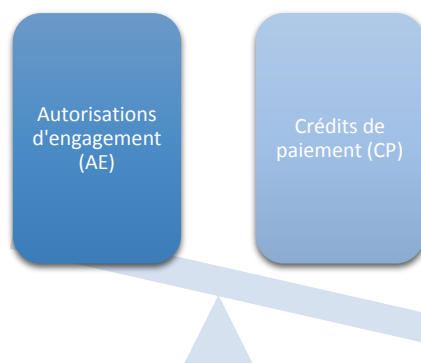 Autorisations
d'engagement
(AE)
Crédits de
paiement (CP)